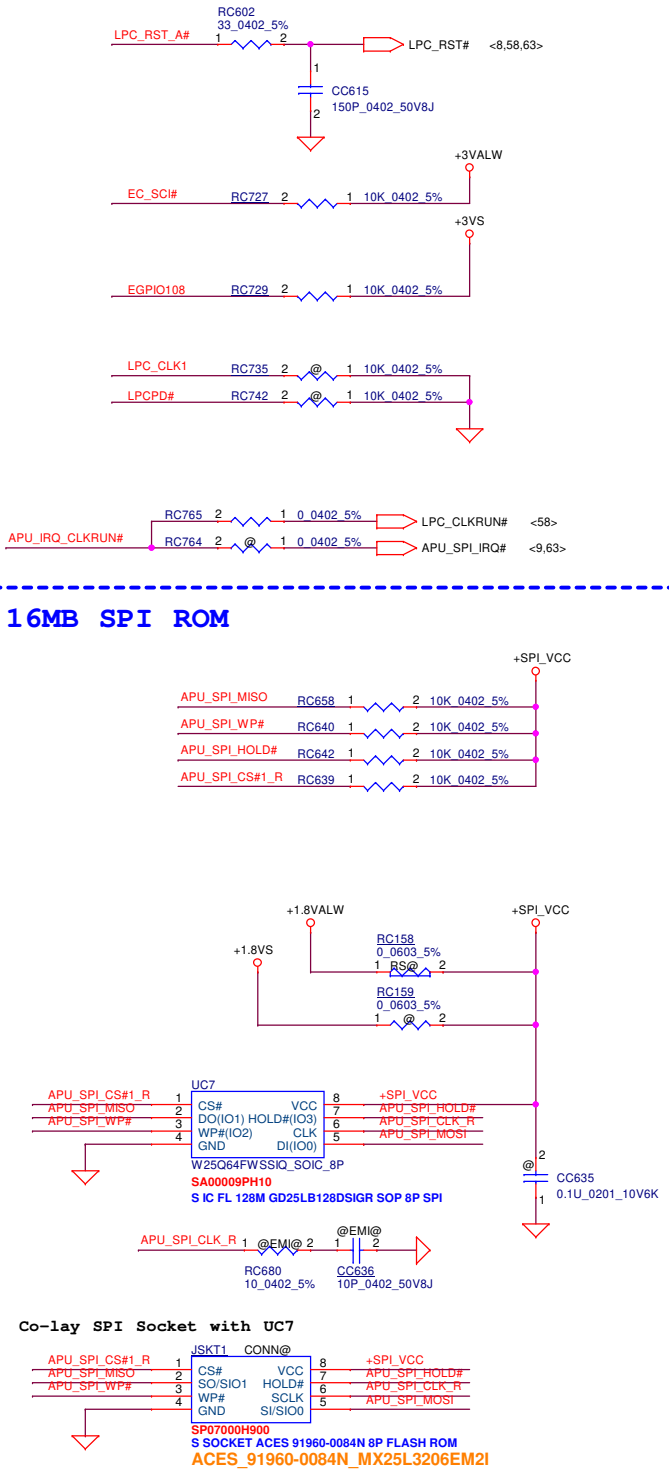 RC602
33_0402_5%
LPC_RST_A# 1 2 LPC_RST# <8,58,63>
1
CC615
150P_0402_50V8J
2
+3VALW
EC_SCI# RC727 2 1 10K_0402_5%
+3VS
EGPIO108 RC729 2 1 10K_0402_5%
LPC_CLK1 RC735 2 @ 1 10K_0402_5%
LPCPD# RC742 2 @ 1 10K_0402_5%
RC765 2 1 0_0402_5% LPC_CLKRUN# <58>
APU_IRQ_CLKRUN# RC764 2 @ 1 0_0402_5% APU_SPI_IRQ# <9,63>
16MB SPI ROM
+SPI_VCC
APU_SPI_MISO RC658 1 2 10K_0402_5%
APU_SPI_WP# RC640 1 2 10K_0402_5%
APU_SPI_HOLD# RC642 1 2 10K_0402_5%
APU_SPI_CS#1_R RC639 1 2 10K_0402_5%
+1.8VALW +SPI_VCC
RC158
0_0603_5%
+1.8VS
1 RS@ 2
RC159
0_0603_5%
1 @ 2
UC7
APU_SPI_CS#1_R 1 CS# VCC 8 +SPI_VCC
APU_SPI_MISO 2 DO(IO1) HOLD#(IO3) 7 APU_SPI_HOLD#
APU_SPI_WP# 3 WP#(IO2) CLK 6 APU_SPI_CLK_R
4 GND DI(IO0) 5 APU_SPI_MOSI
W25Q64FWSSIQ_SOIC_8P
SA00009PH10
S IC FL 128M GD25LB128DSIGR SOP 8P SPI
2
@
CC635
0.1U_0201_10V6K
1
@EMI@
APU_SPI_CLK_R 1 @EMI@ 2 1 2
RC680 CC636
10_0402_5% 10P_0402_50V8J
Co-lay SPI Socket with UC7
JSKT1 CONN@
APU_SPI_CS#1_R 1 CS# VCC 8 +SPI_VCC
APU_SPI_MISO 2 SO/SIO1 HOLD# 7 APU_SPI_HOLD#
APU_SPI_WP# 3 WP# SCLK 6 APU_SPI_CLK_R
4 GND SI/SIO0 5 APU_SPI_MOSI
SP07000H900
S SOCKET ACES 91960-0084N 8P FLASH ROM
ACES_91960-0084N_MX25L3206EM2I